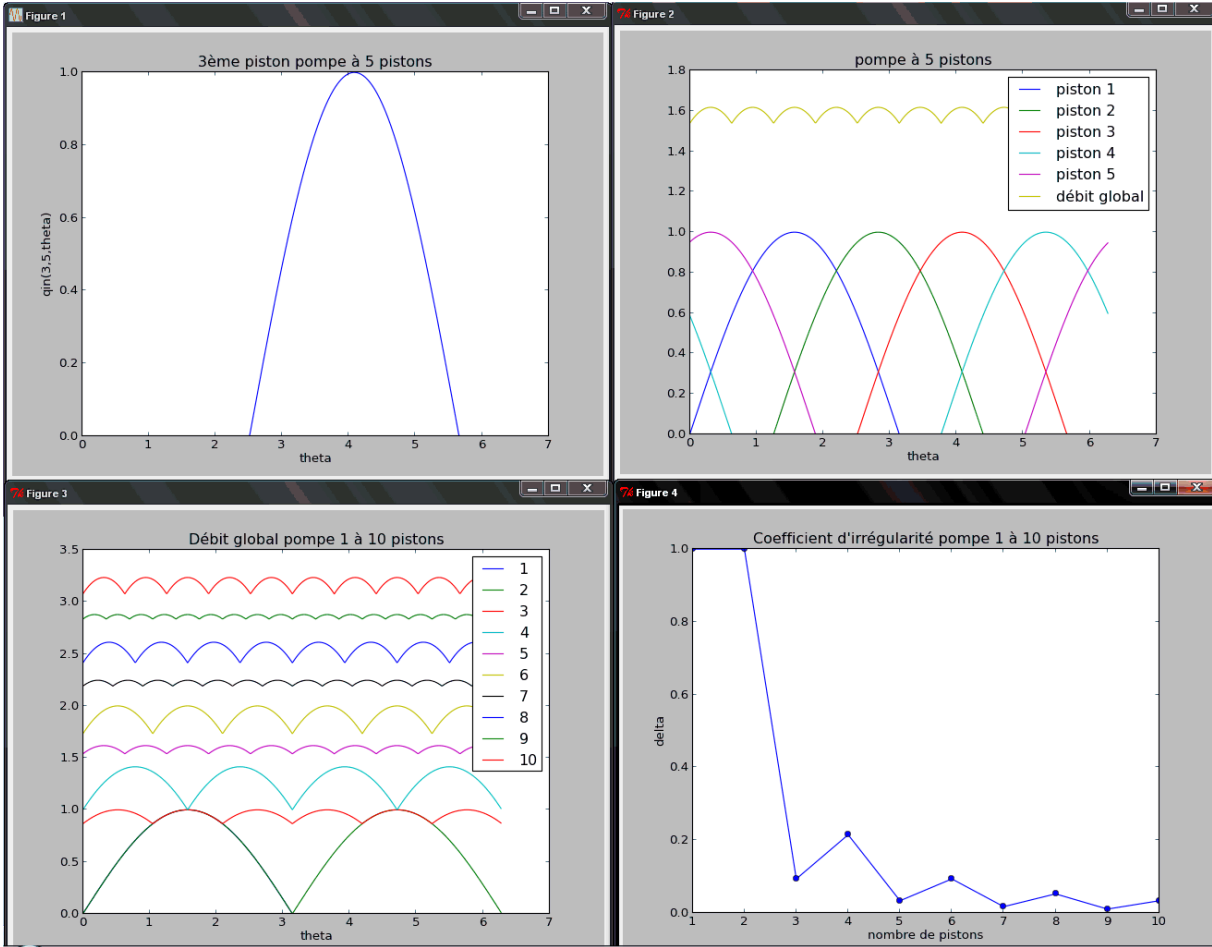 Figure 1
3ème piston pompe à 5 pistons
1.0
0.8
0.6
0.4
0.2
0.0
qin(3,5,theta)
0 1 2 3 4 5 6 7
theta
Figure 2
pompe à 5 pistons
1.8
1.6
1.4
1.2
1.0
0.8
0.6
0.4
0.2
0.0
piston 1
piston 2
piston 3
piston 4
piston 5
débit global
0 1 2 3 4 5 6 7
theta
Figure 3
Débit global pompe 1 à 10 pistons
3.5
3.0
2.5
2.0
1.5
1.0
0.5
0.0
1
2
3
4
5
6
7
8
9
10
0 1 2 3 4 5 6 7
theta
Figure 4
Coefficient d'irrégularité pompe 1 à 10 pistons
1.0
0.8
0.6
0.4
0.2
0.0
delta
1 2 3 4 5 6 7 8 9 10
nombre de pistons